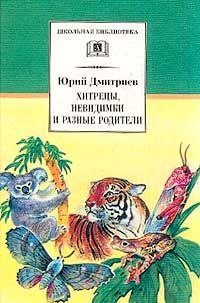 ШКОЛЬНАЯ БИБЛИОТЕКА
Юрий Дмитриев
ХИТРЕЦЫ,
НЕВИДИМКИ
И РАЗНЫЕ РОДИТЕЛИ